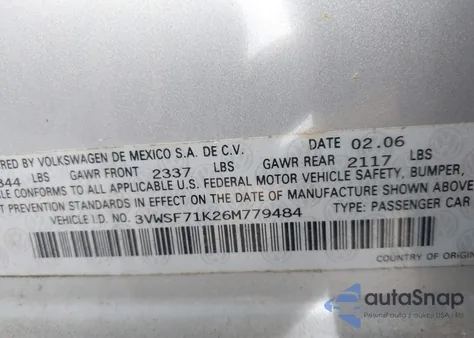 RED BY VOLKSWAGEN DE MEXICO S.A. DE C.V. DATE 02.06
344 LBS GAWR FRONT 2337 LBS GAWR REAR 2117 LBS
LE CONFORMS TO ALL APPLICABLE U.S. FEDERAL MOTOR VEHICLE SAFETY, BUMPER,
T PREVENTION STANDARDS IN EFFECT ON THE DATE OF MANUFACTURE SHOWN ABOVE.
VEHICLE I.D. NO. 3VWSF71K26M779484 TYPE: PASSENGER CAR
COUNTRY OF ORIGIN
autoSnap